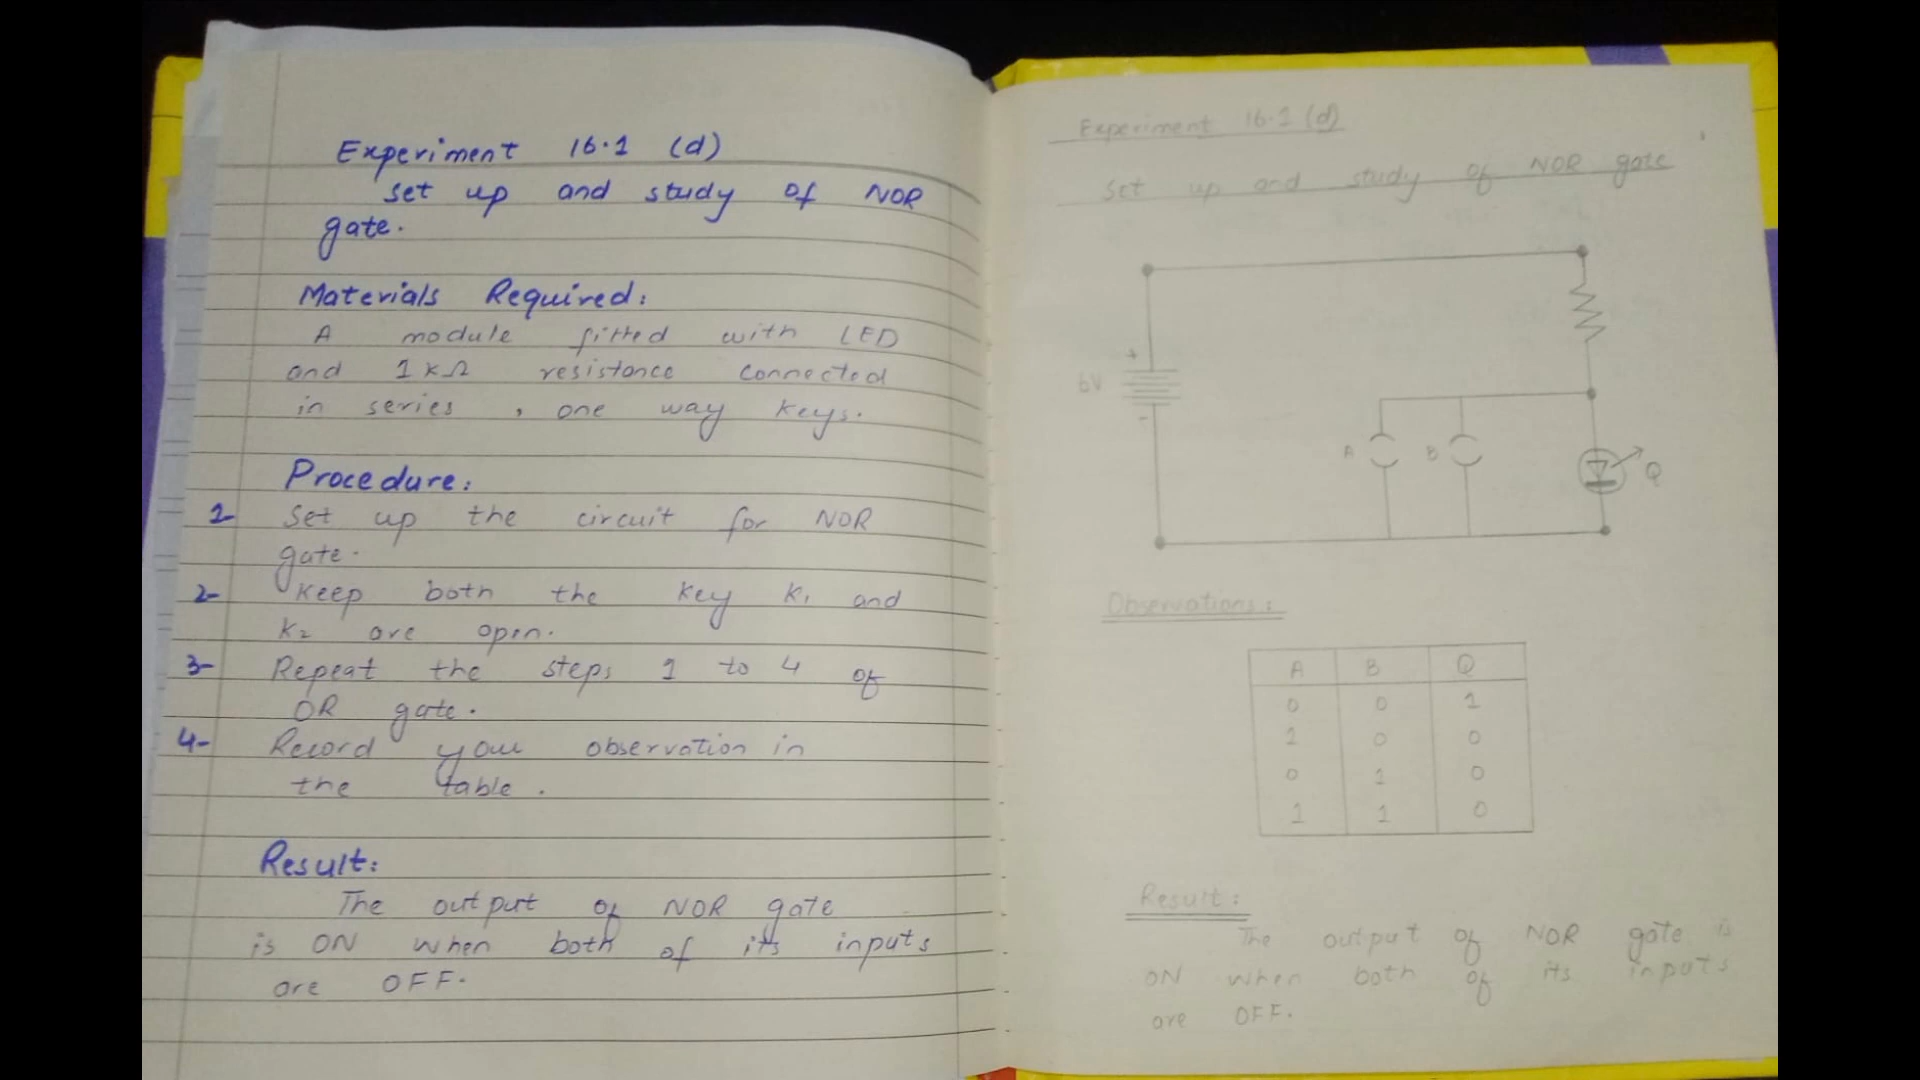 Experiment 16.1 (d)
Set up and study of NOR
gate.
Materials Required:
A module fitted with LED
and 1KΩ resistance connected
in series, one way keys.
Procedure:
1- Set up the circuit for NOR
gate.
2- Keep both the key K1 and
K2 are open.
3- Repeat the steps 1 to 4 of
OR gate.
4- Record your observation in
the table.
Result:
The output of NOR gate
is ON when both of its inputs
are OFF.
Experiment 16.1 (d)
Set up and study of NOR gate
+
6V
-
A B Q
Observations:
A B Q
0 0 1
1 0 0
0 1 0
1 1 0
Result:
The output of NOR gate is
ON when both of its inputs
are OFF.